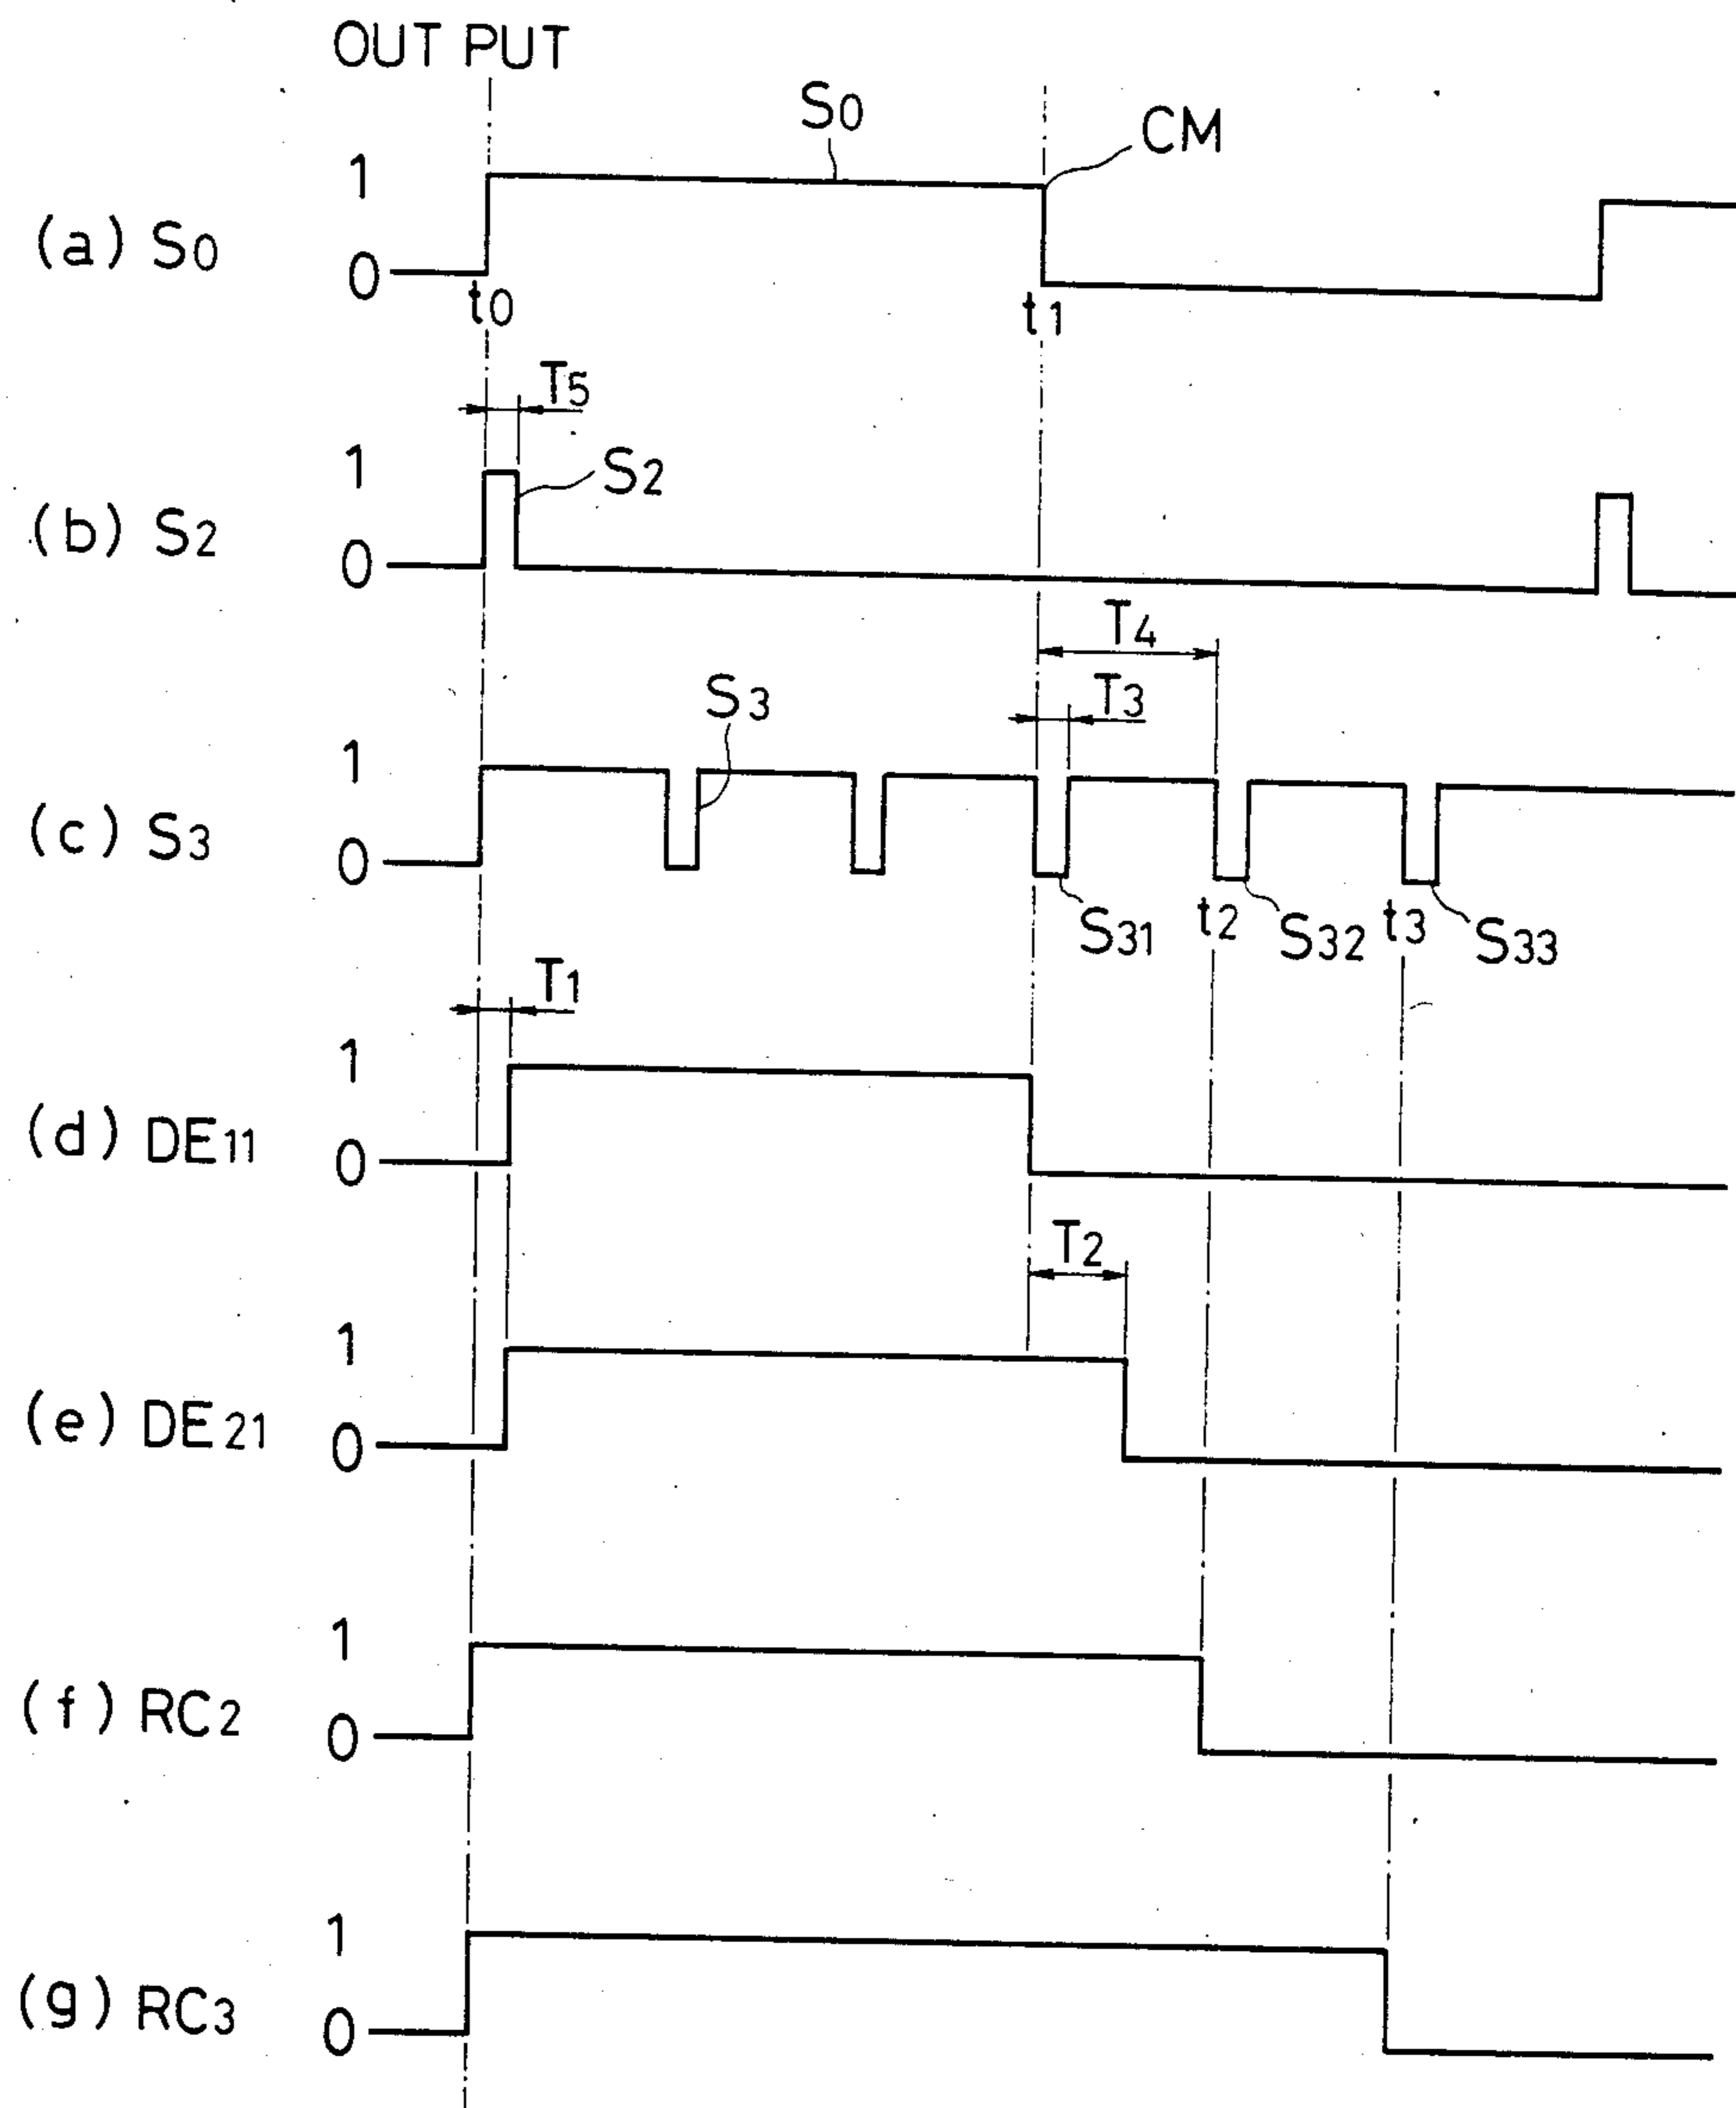 OUT PUT
S0
CM
1
(a) S0
0
t0
t1
T5
1
S2
(b) S2
0
T4
T3
S3
1
(c) S3
0
S31
t2
S32
t3
S33
T1
1
(d) DE11
0
T2
1
(e) DE21
0
1
(f) RC2
0
1
(g) RC3
0